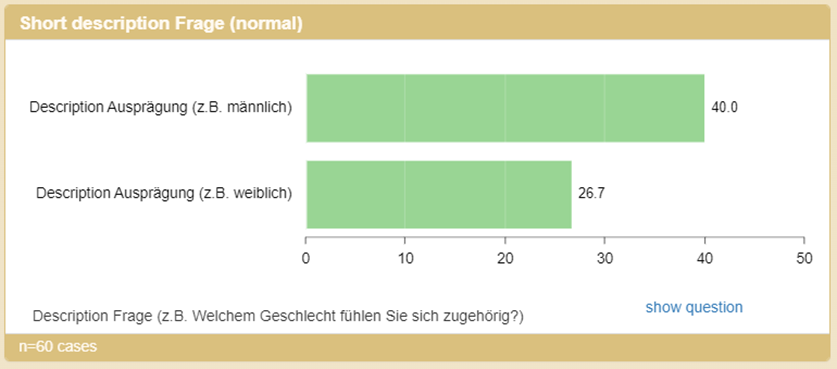 Short description Frage (normal)
Description Ausprägung (z.B. männlich)
40.0
Description Ausprägung (z.B. weiblich)
26.7
0 10 20 30 40 50
show question
Description Frage (z.B. Welchem Geschlecht fühlen Sie sich zugehörig?)
n=60 cases